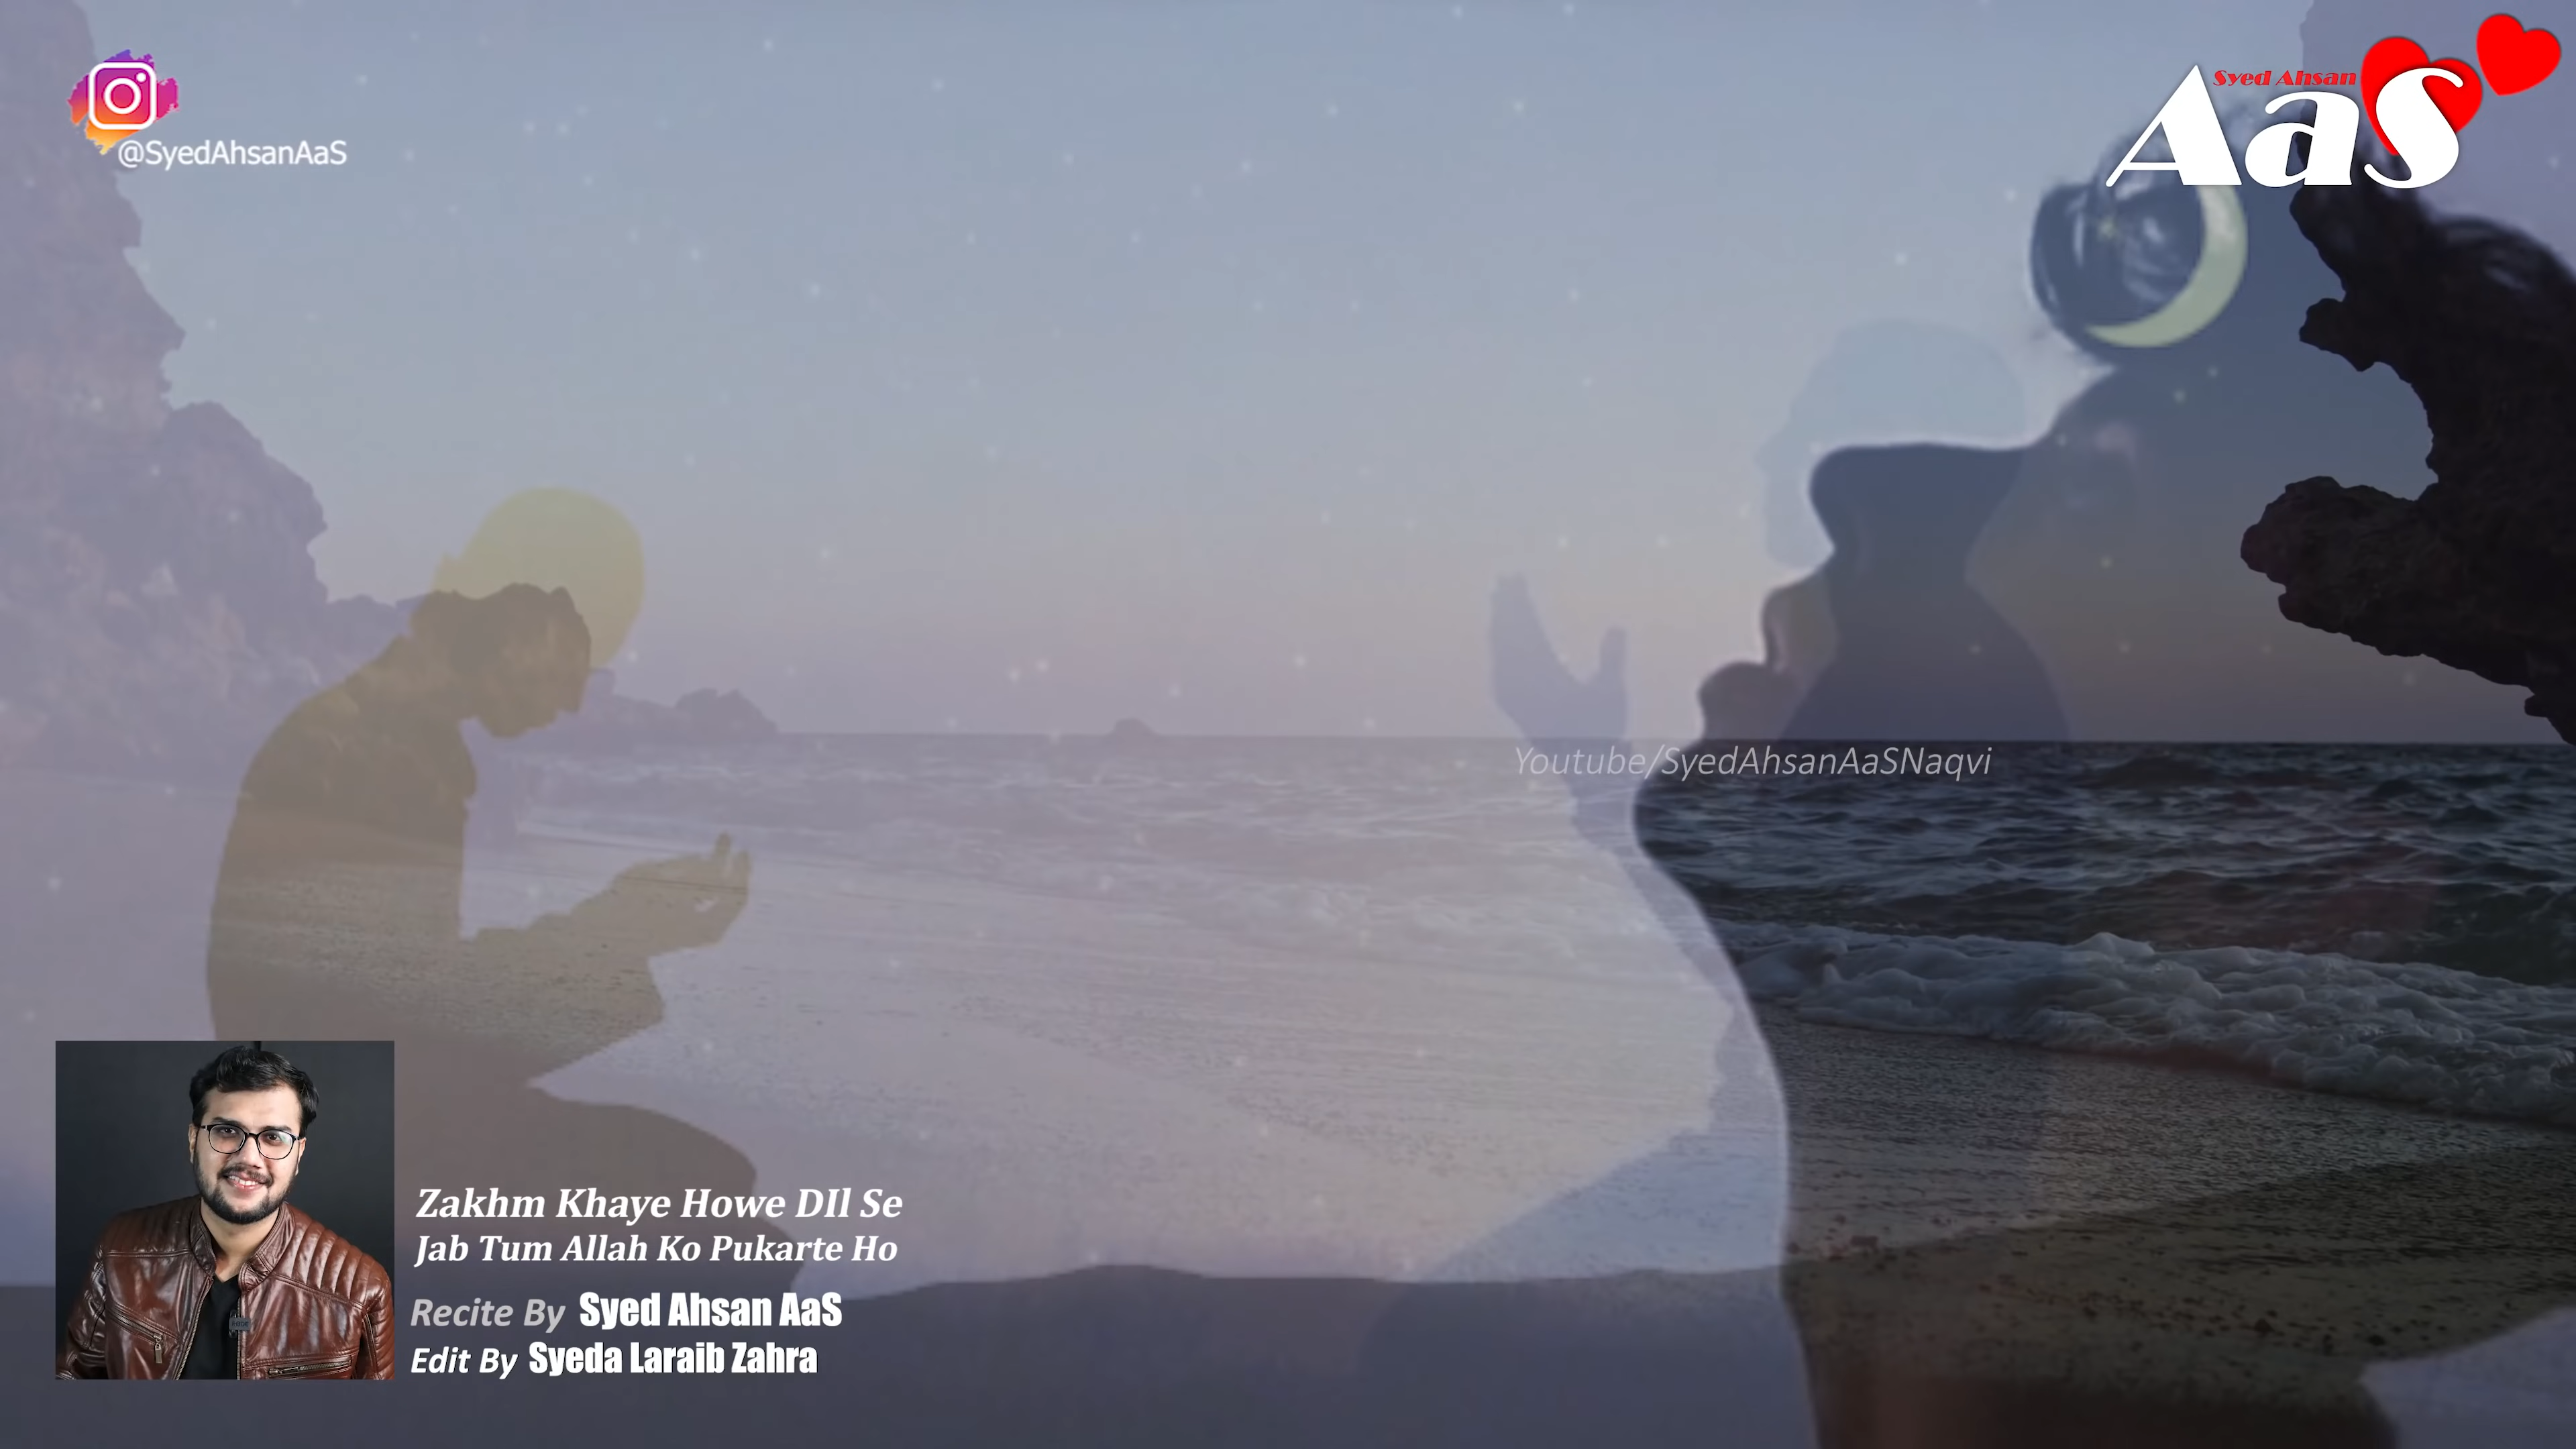 @SyedAhsanAaS
Syed Ahsan
AaS
Youtube/SyedAhsanAaSNaqvi
Zakhm Khaye Howe DIl Se
Jab Tum Allah Ko Pukarte Ho
Recite By Syed Ahsan AaS
Edit By Syeda Laraib Zahra